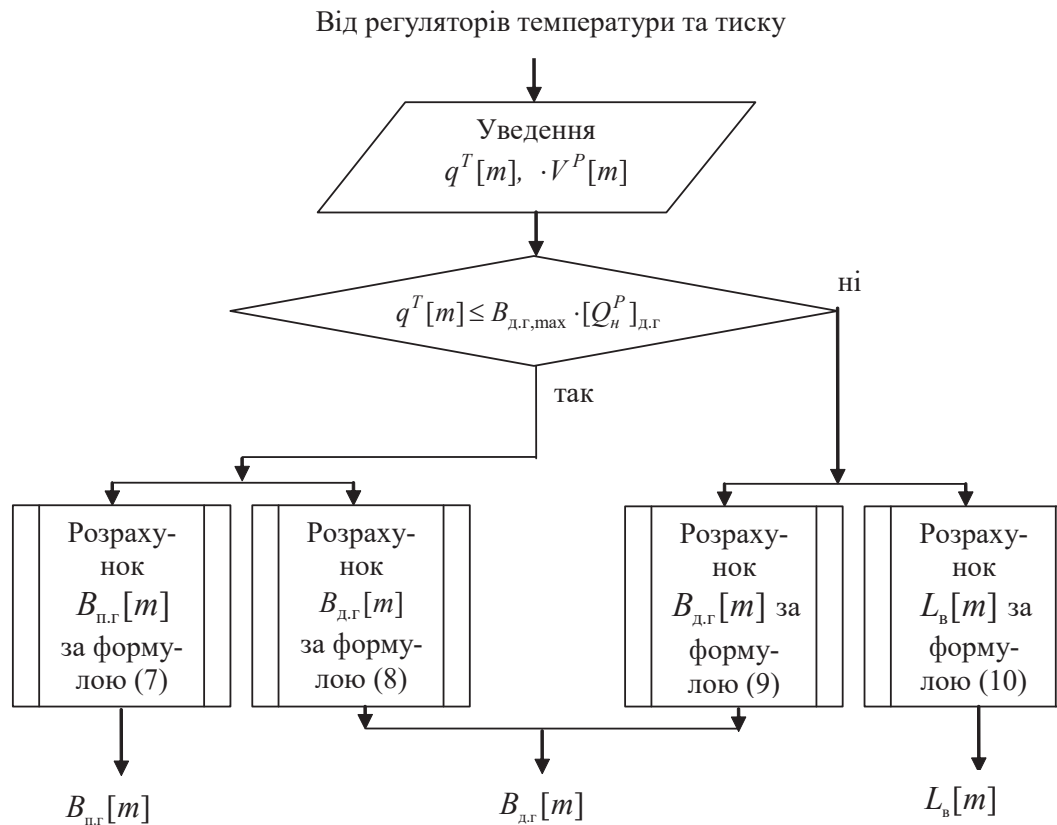 Від регуляторів температури та тиску
Уведення
q^T[m], ·V^P[m]
ні
q^T[m] ≤ B_д.г,max ·[Q_н^P]_д.г
так
Розраху-
нок
B_п.г[m]
за форму-
лою (7)
Розраху-
нок
B_д.г[m]
за форму-
лою (8)
Розраху-
нок
B_д.г[m] за
форму-
лою (9)
Розраху-
нок
L_в[m] за
форму-
лою (10)
B_п.г[m]
B_д.г[m]
L_в[m]